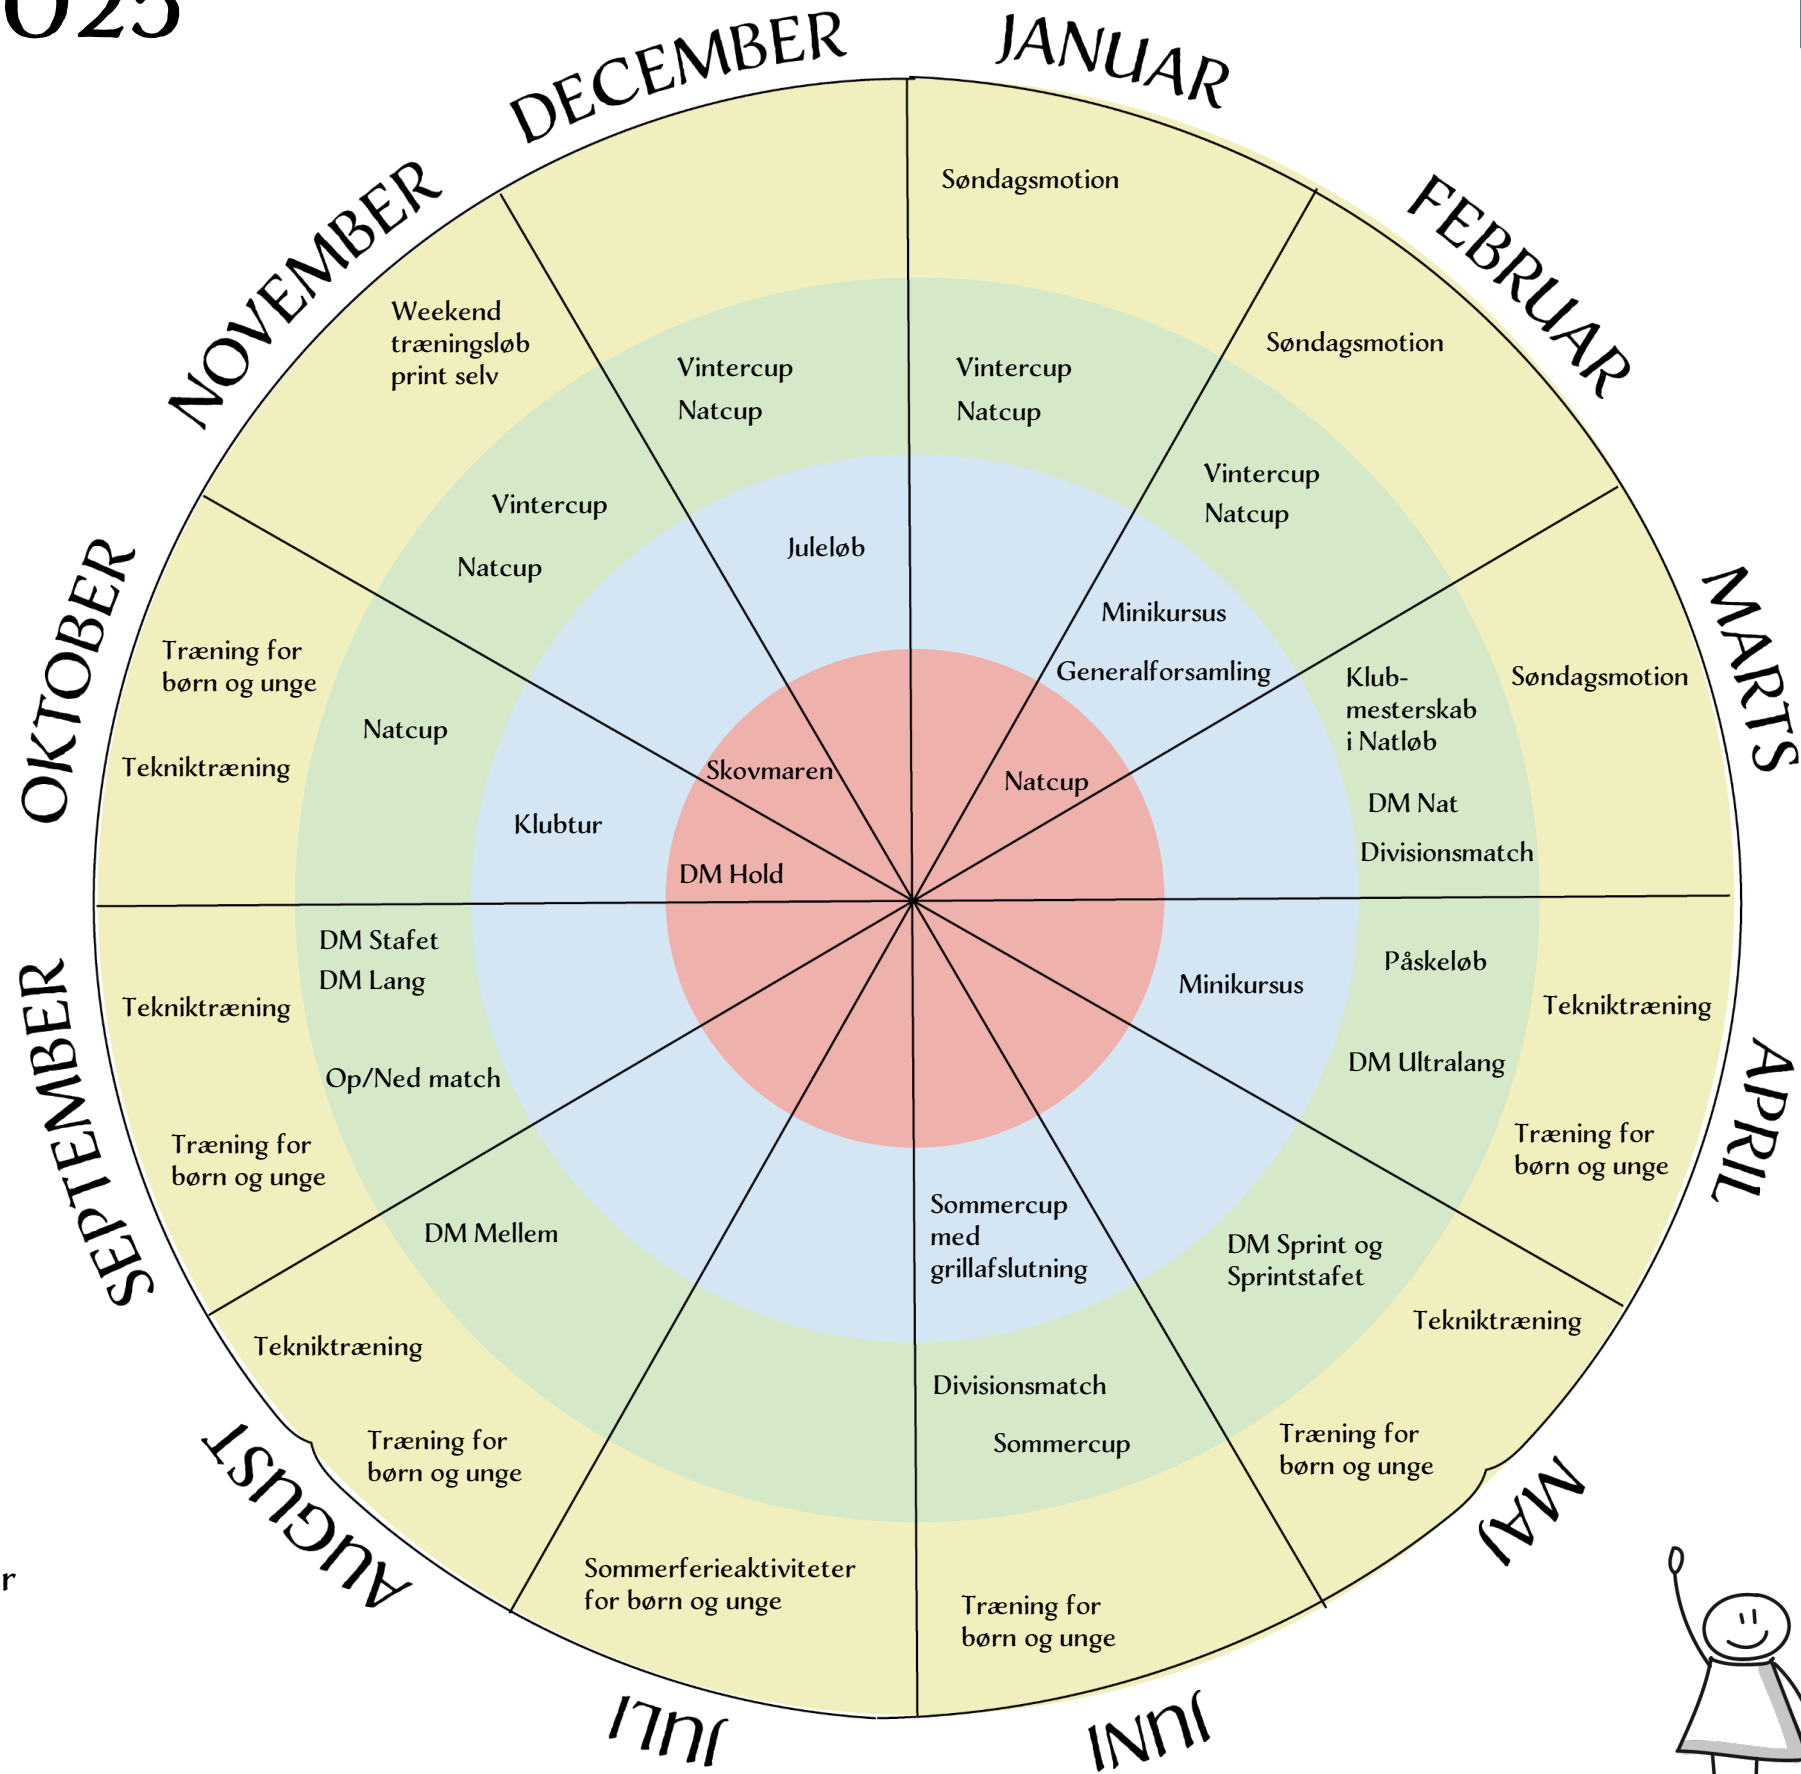 025
JANUAR
Søndagsmotion
Vintercup
Natcup
FEBRUAR
Søndagsmotion
Vintercup
Natcup
Minikursus
Generalforsamling
Natcup
MARTS
Søndagsmotion
Klub-
mesterskab
i Natløb
DM Nat
Divisionsmatch
APRIL
Tekniktræning
Træning for
børn og unge
Påskeløb
DM Ultralang
Minikursus
MAJ
Tekniktræning
Træning for
børn og unge
DM Sprint og
Sprintstafet
JUNI
Træning for
børn og unge
Divisionsmatch
Sommercup
Sommercup
med
grillafslutning
JULI
Sommerferieaktiviteter
for børn og unge
AUGUST
Tekniktræning
Træning for
børn og unge
DM Mellem
SEPTEMBER
Tekniktræning
Træning for
børn og unge
DM Stafet
DM Lang
Op/Ned match
OKTOBER
Træning for
børn og unge
Tekniktræning
Natcup
Klubtur
DM Hold
NOVEMBER
Weekend
træningsløb
print selv
Vintercup
Natcup
Skovmaren
DECEMBER
Vintercup
Natcup
Juleløb
r